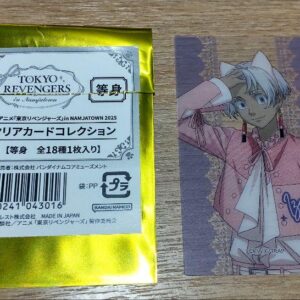 TOKYO
REVENGERS
in Namjatown
等身
アニメ「東京リベンジャーズ」in NAMJATOWN 2025
リアカードコレクション
【等身 全18種1枚入り】
株式会社バンダイナムコアミューズメント
袋:PP
プラ
BANDAI NAMCO
0241043016
MADE IN JAPAN